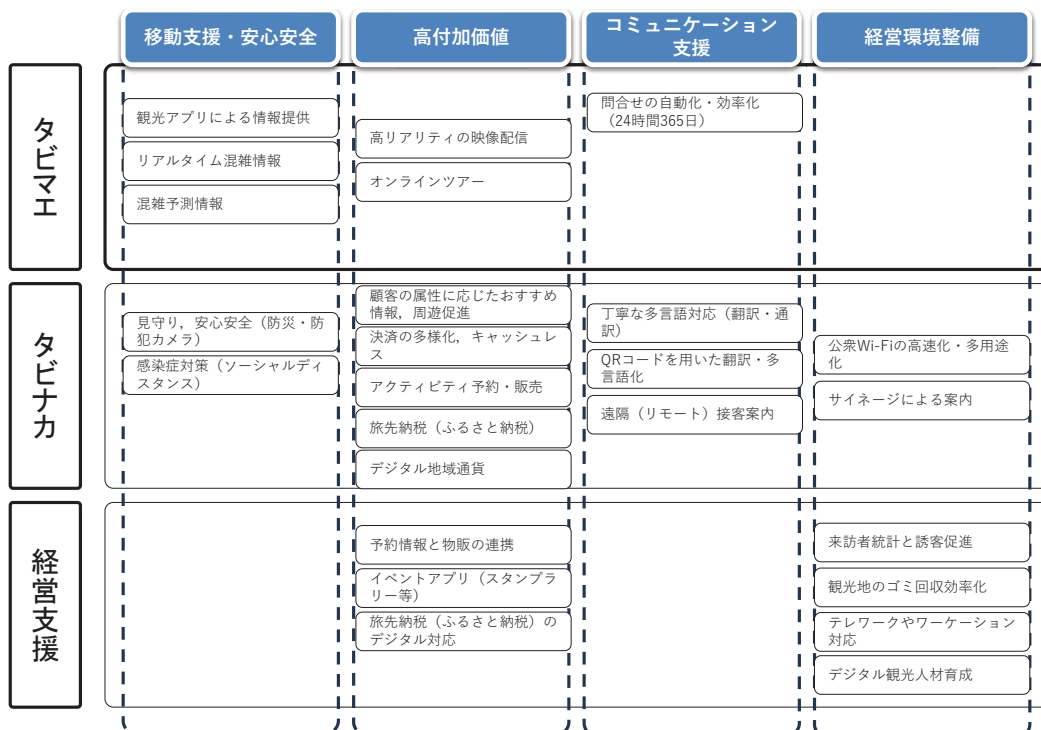 移動支援・安心安全
高付加価値
コミュニケーション
支援
経営環境整備
タビマエ
観光アプリによる情報提供
リアルタイム混雑情報
混雑予測情報
高リアリティの映像配信
オンラインツアー
問合せの自動化・効率化
（24時間365日）
タビナカ
見守り，安心安全（防災・防
犯カメラ）
感染症対策（ソーシャルディ
スタンス）
顧客の属性に応じたおすすめ
情報，周遊促進
決済の多様化，キャッシュレ
ス
アクティビティ予約・販売
旅先納税（ふるさと納税）
デジタル地域通貨
丁寧な多言語対応（翻訳・通
訳）
QRコードを用いた翻訳・多
言語化
遠隔（リモート）接客案内
公衆Wi-Fiの高速化・多用途
化
サイネージによる案内
経営支援
予約情報と物販の連携
イベントアプリ（スタンプラ
リー等）
旅先納税（ふるさと納税）の
デジタル対応
来訪者統計と誘客促進
観光地のゴミ回収効率化
テレワークやワーケーション
対応
デジタル観光人材育成